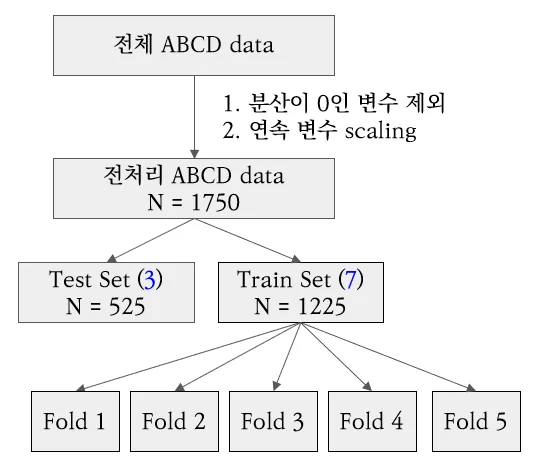 전체 ABCD data
1. 분산이 0인 변수 제외
2. 연속 변수 scaling
전처리 ABCD data
N = 1750
Test Set (3)
N = 525
Train Set (7)
N = 1225
Fold 1
Fold 2
Fold 3
Fold 4
Fold 5